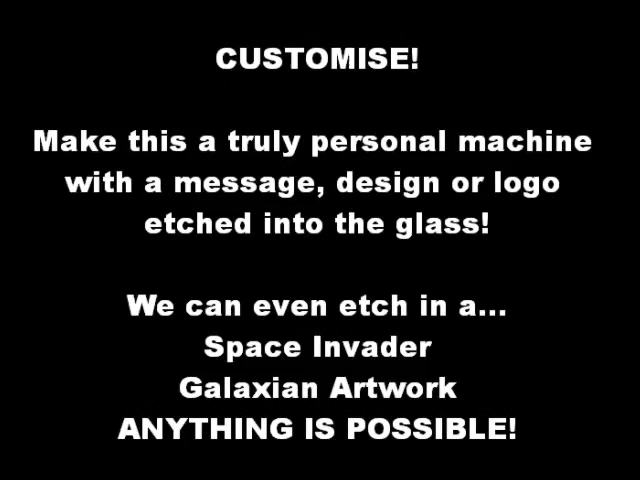 CUSTOMISE!
Make this a truly personal machine
with a message, design or logo
etched into the glass!
We can even etch in a...
Space Invader
Galaxian Artwork
ANYTHING IS POSSIBLE!